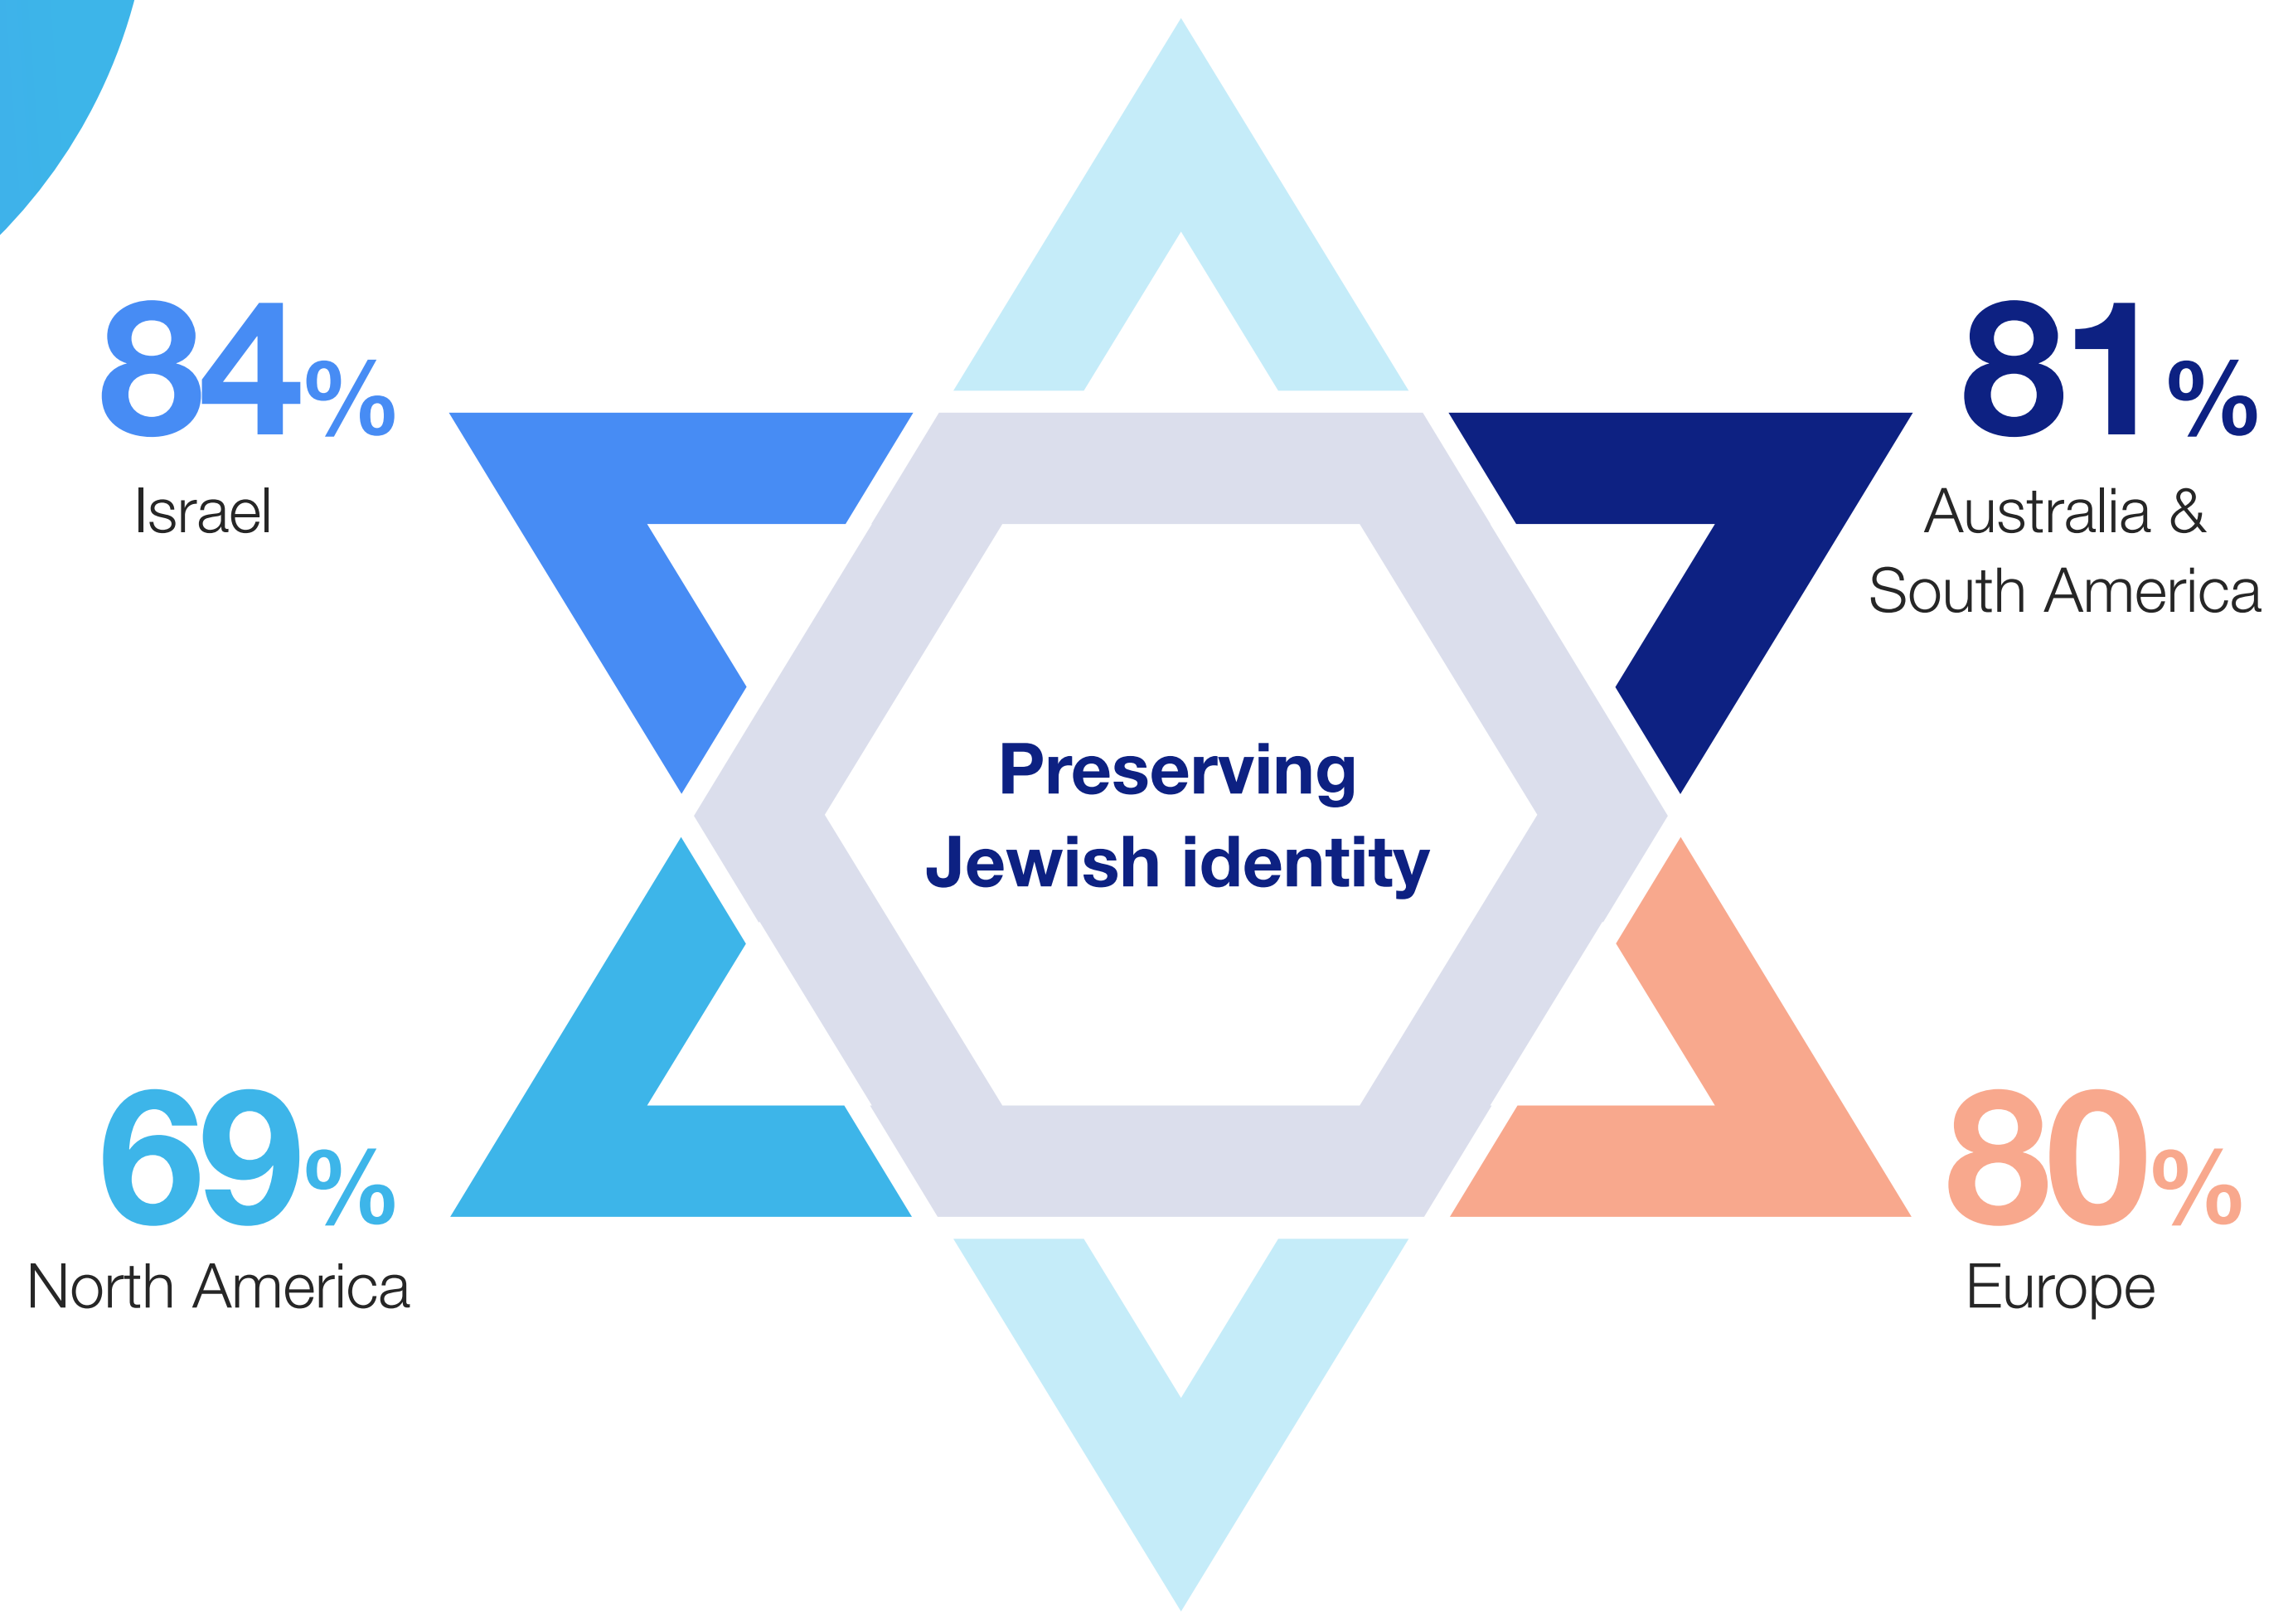 84%
Israel
81%
Australia &
South America
Preserving
Jewish identity
69%
North America
80%
Europe